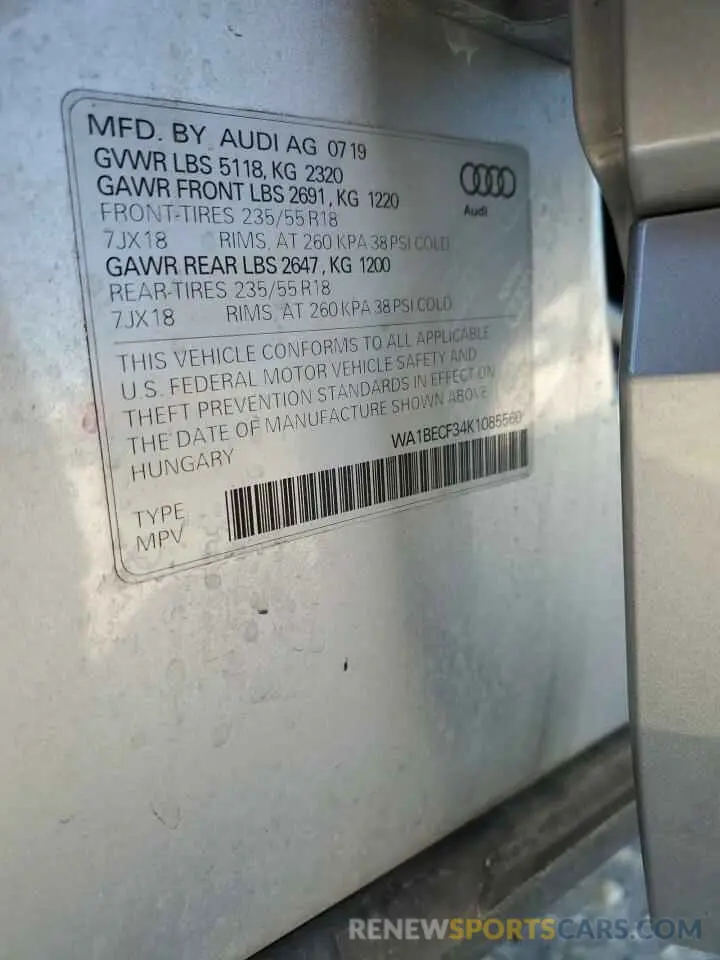 MFD. BY AUDI AG 07 19
GVWR LBS 5118, KG 2320
GAWR FRONT LBS 2691, KG 1220
FRONT-TIRES 235/55 R18
7JX18 RIMS, AT 260 KPA 38 PSI COLD
GAWR REAR LBS 2647, KG 1200
REAR-TIRES 235/55 R18
7JX18 RIMS, AT 260 KPA 38 PSI COLD
Audi
THIS VEHICLE CONFORMS TO ALL APPLICABLE
U.S. FEDERAL MOTOR VEHICLE SAFETY AND
THEFT PREVENTION STANDARDS IN EFFECT ON
THE DATE OF MANUFACTURE SHOWN ABOVE
HUNGARY WA1BECF34K1085560
TYPE
MPV
RENEWSPORTSCARS.COM